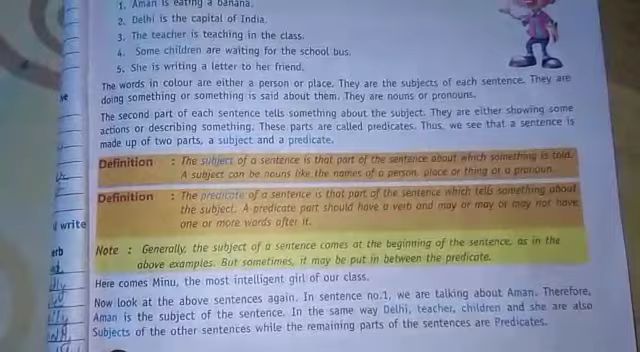 1. Aman is eating a banana.
2. Delhi is the capital of India.
3. The teacher is teaching in the class.
4. Some children are waiting for the school bus.
5. She is writing a letter to her friend.
The words in colour are either a person or place. They are the subjects of each sentence. They are
doing something or something is said about them. They are nouns or pronouns.
The second part of each sentence tells something about the subject. They are either showing some
actions or describing something. These parts are called predicates. Thus, we see that a sentence is
made up of two parts, a subject and a predicate.
Definition : The subject of a sentence is that part of the sentence about which something is told.
A subject can be nouns like the names of a person, place or thing or a pronoun.
Definition : The predicate of a sentence is that part of the sentence which tells something about
the subject. A predicate part should have a verb and may or may or may not have
one or more words after it.
write
erb
Note : Generally, the subject of a sentence comes at the beginning of the sentence, as in the
above examples. But sometimes, it may be put in between the predicate.
Here comes Minu, the most intelligent girl of our class.
Now look at the above sentences again. In sentence no.1, we are talking about Aman. Therefore,
Aman is the subject of the sentence. In the same way Delhi, teacher, children and she are also
Subjects of the other sentences while the remaining parts of the sentences are Predicates.